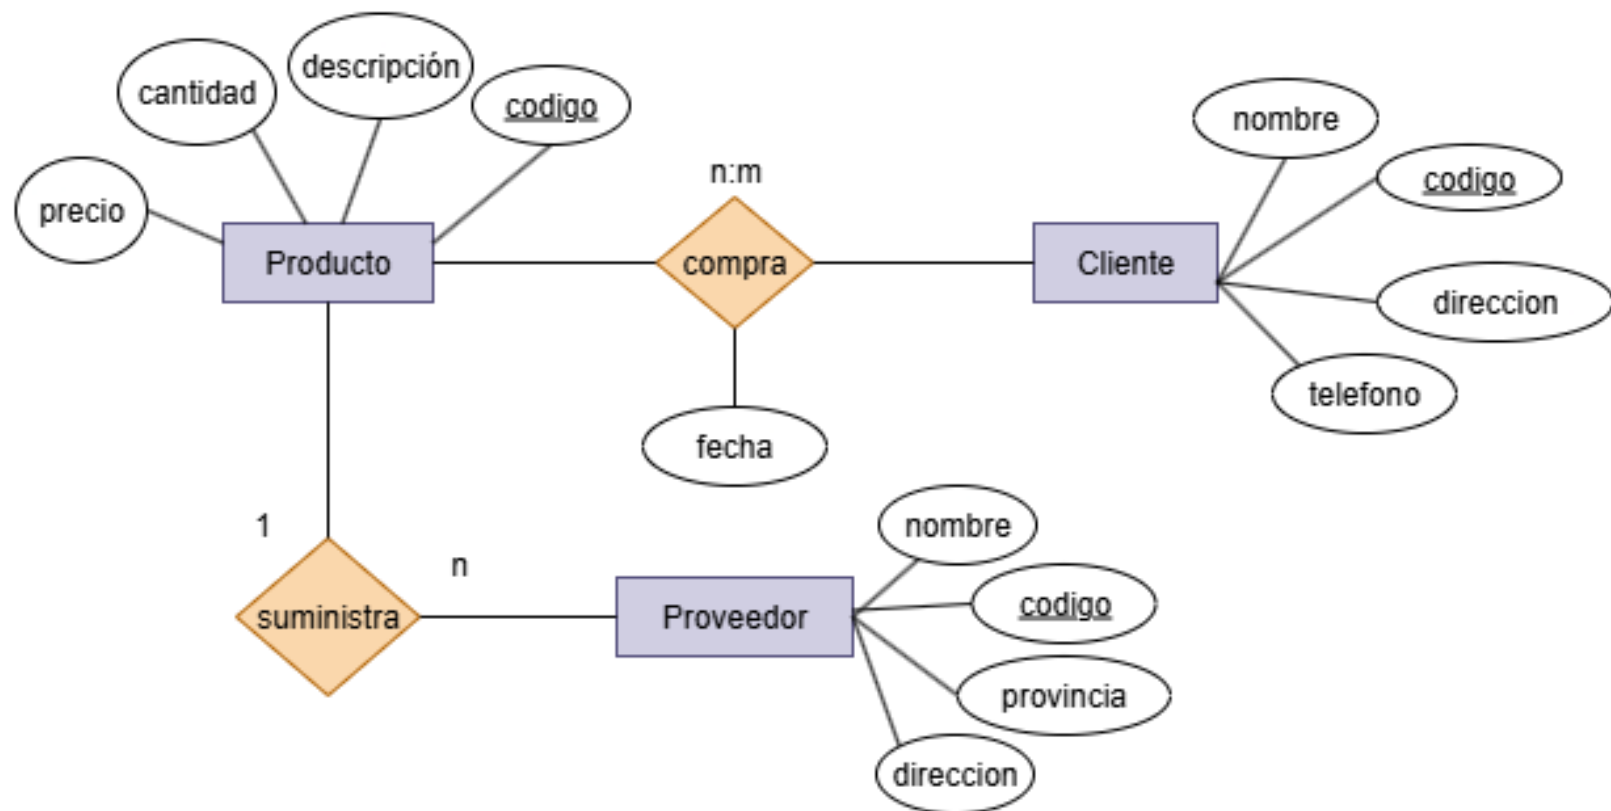 descripción
cantidad
codigo
nombre
n:m
codigo
precio
Producto
compra
Cliente
direccion
telefono
fecha
1
nombre
n
suministra
Proveedor
codigo
provincia
direccion